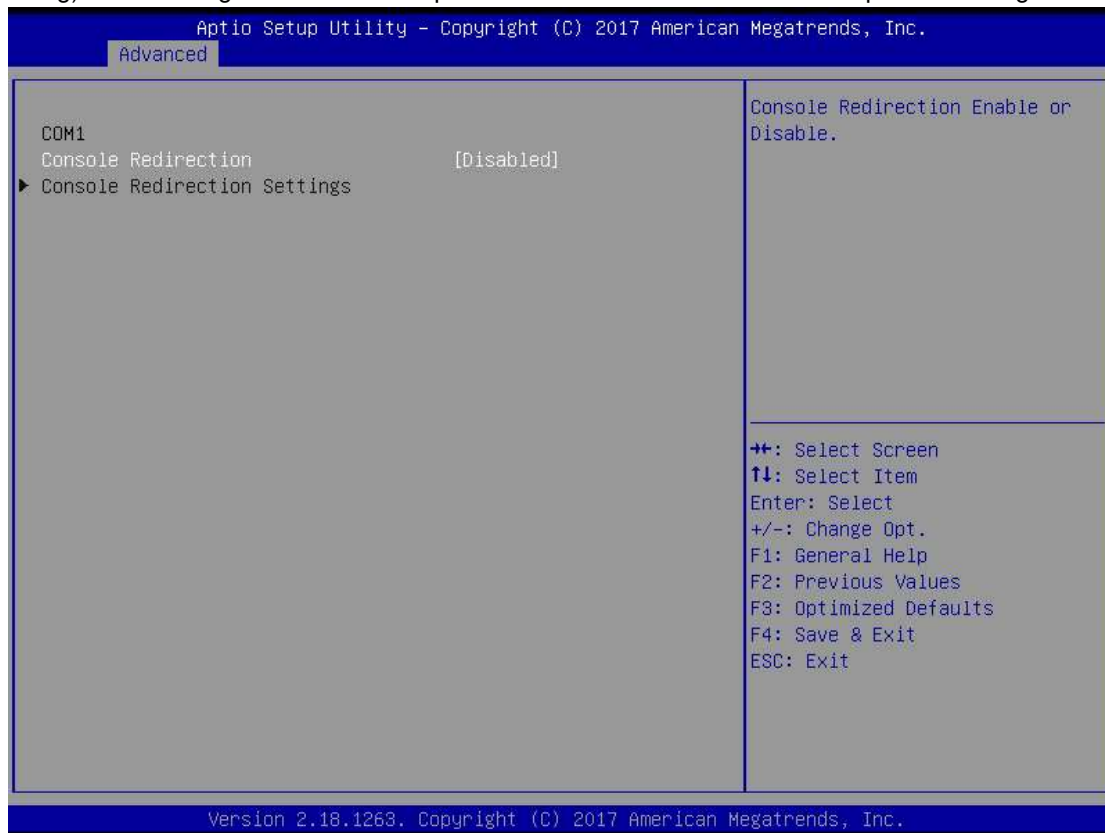 Aptio Setup Utility – Copyright (C) 2017 American Megatrends, Inc.
Advanced
COM1
Console Redirection [Disabled]
▶ Console Redirection Settings
Console Redirection Enable or
Disable.
→←: Select Screen
↑↓: Select Item
Enter: Select
+/-: Change Opt.
F1: General Help
F2: Previous Values
F3: Optimized Defaults
F4: Save & Exit
ESC: Exit
Version 2.18.1263. Copyright (C) 2017 American Megatrends, Inc.